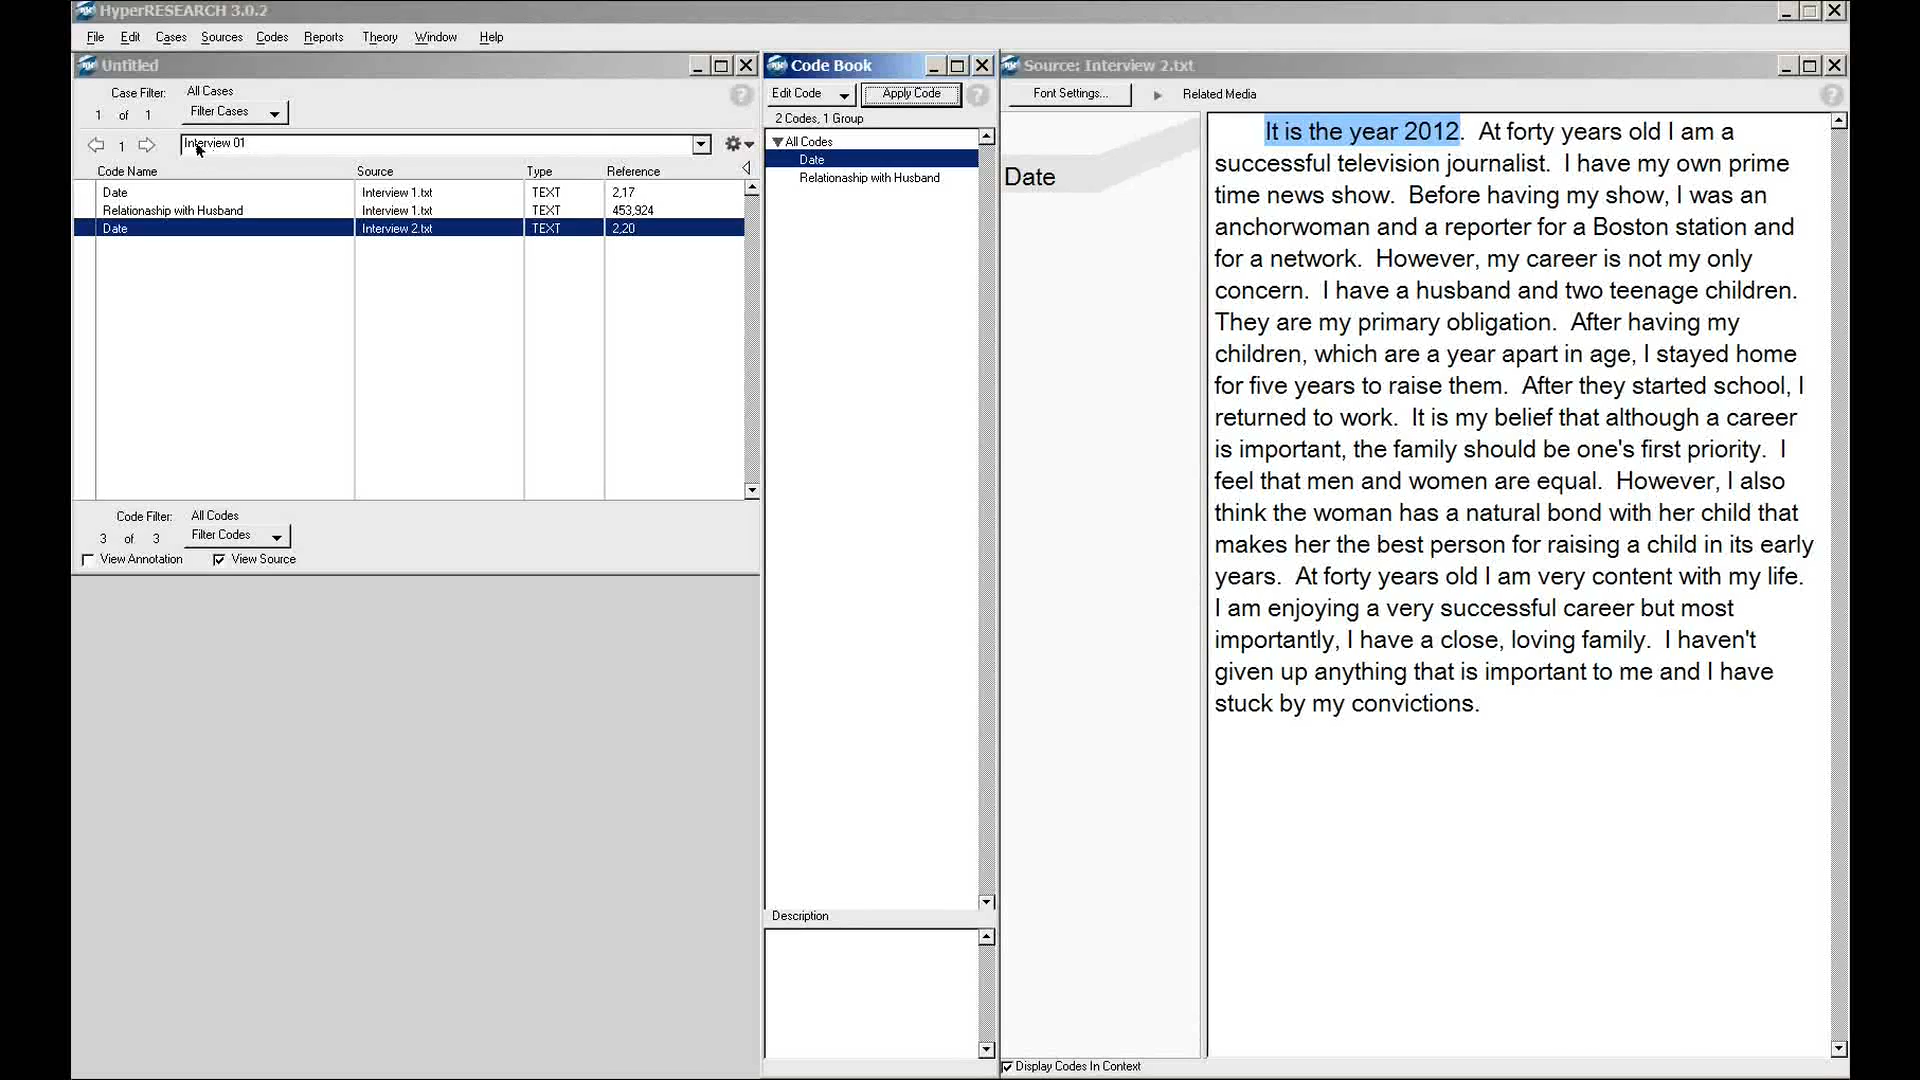 HyperRESEARCH 3.0.2
File Edit Cases Sources Codes Reports Theory Window Help
Untitled
Case Filter: All Cases
1 of 1 Filter Cases
1 Interview 01
Code Name Source Type Reference
Date Interview 1.txt TEXT 2,17
Relationaship with Husband Interview 1.txt TEXT 453,924
Date Interview 2.txt TEXT 2,20
Code Filter: All Codes
3 of 3 Filter Codes
View Annotation View Source
Code Book
Edit Code Apply Code
2 Codes, 1 Group
All Codes
Date
Relationaship with Husband
Description
Source: Interview 2.txt
Font Settings... Related Media
Date
It is the year 2012. At forty years old I am a
successful television journalist. I have my own prime
time news show. Before having my show, I was an
anchorwoman and a reporter for a Boston station and
for a network. However, my career is not my only
concern. I have a husband and two teenage children.
They are my primary obligation. After having my
children, which are a year apart in age, I stayed home
for five years to raise them. After they started school, I
returned to work. It is my belief that although a career
is important, the family should be one's first priority. I
feel that men and women are equal. However, I also
think the woman has a natural bond with her child that
makes her the best person for raising a child in its early
years. At forty years old I am very content with my life.
I am enjoying a very successful career but most
importantly, I have a close, loving family. I haven't
given up anything that is important to me and I have
stuck by my convictions.
Display Codes In Context